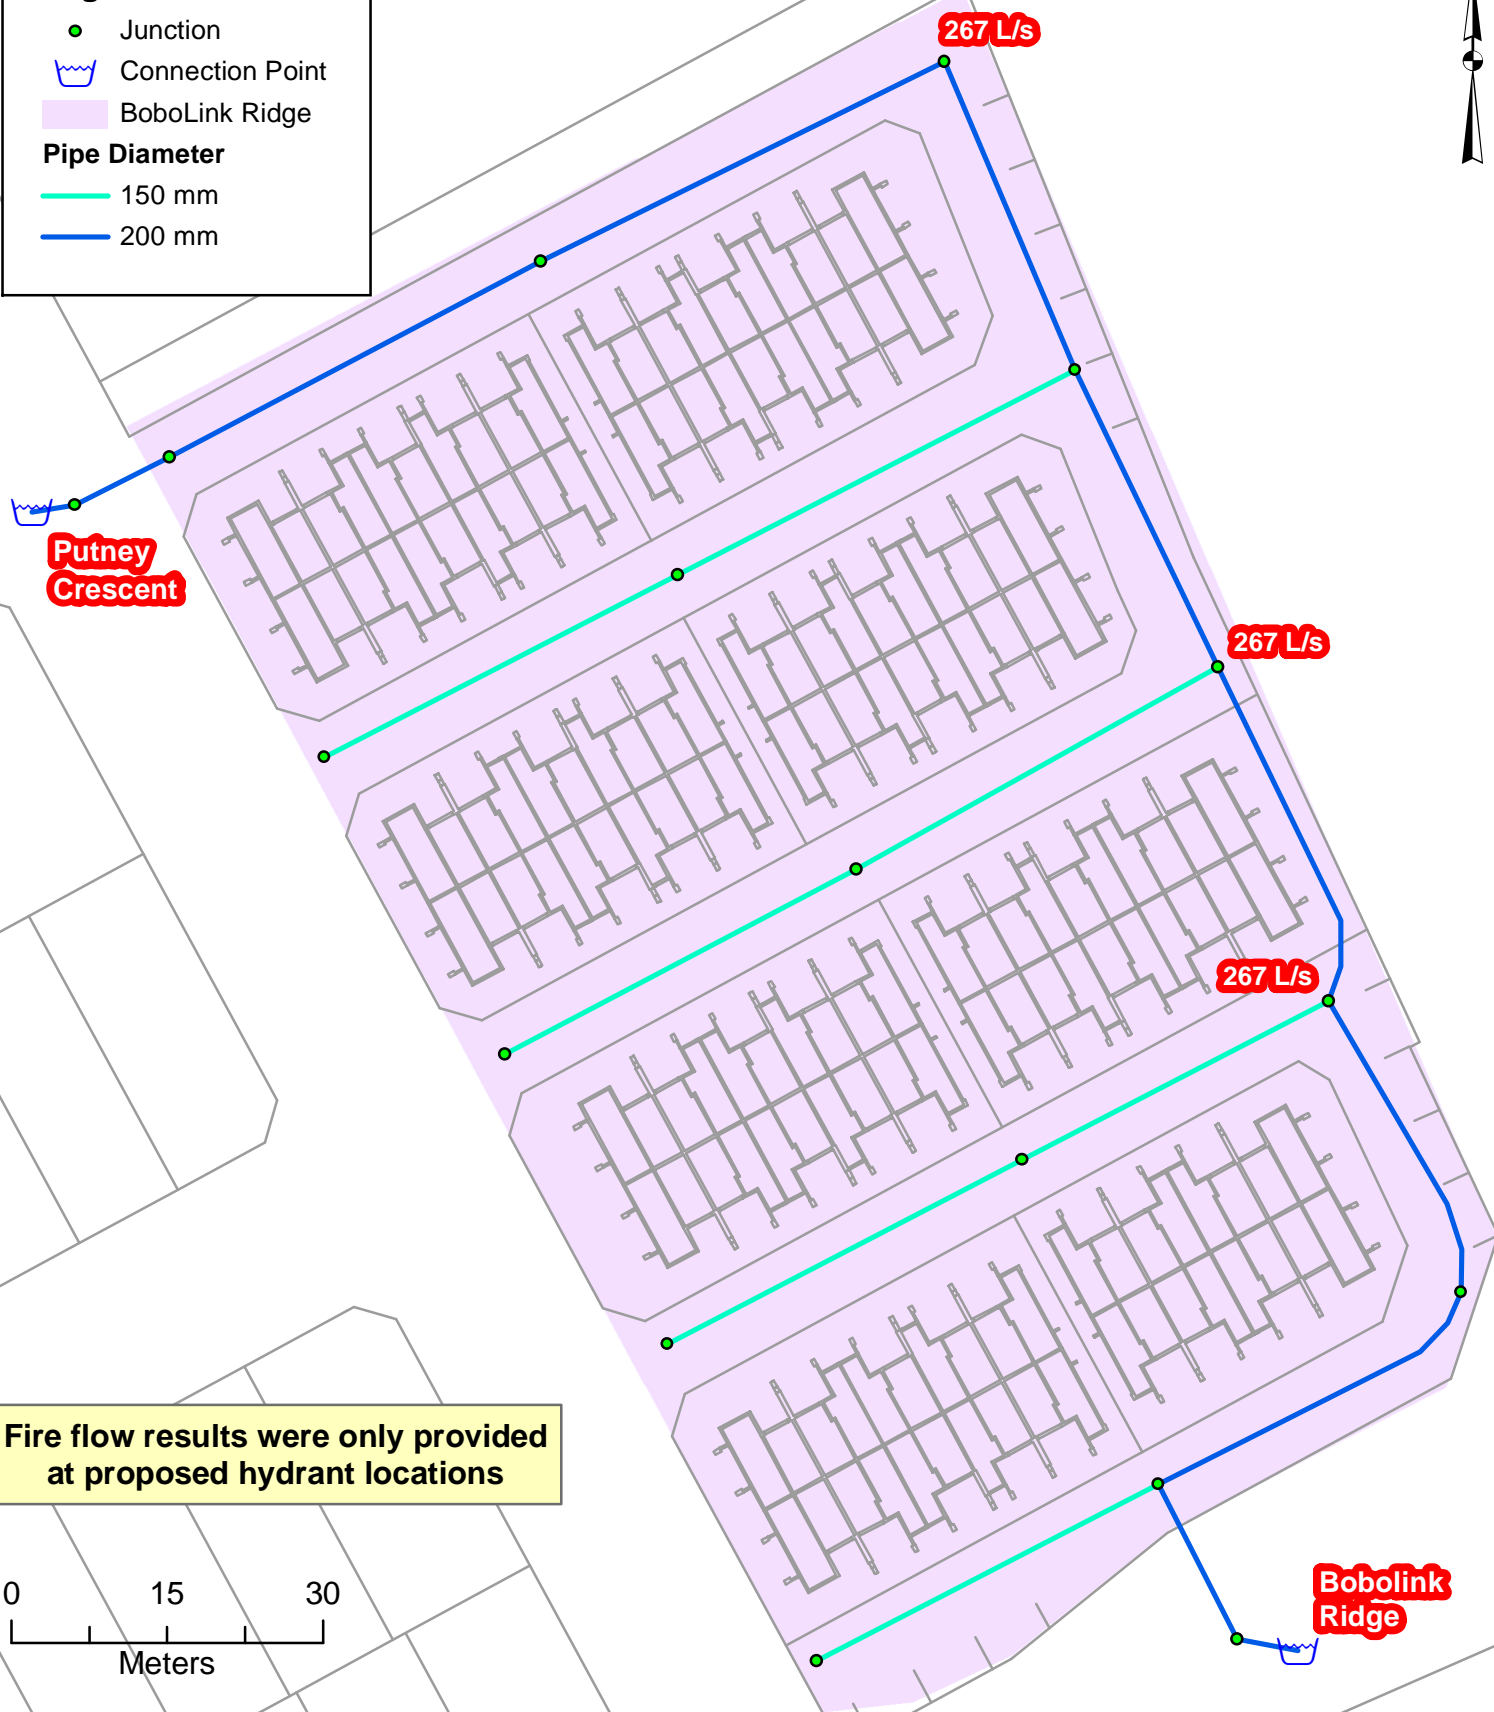 Junction
Connection Point
BoboLink Ridge
Pipe Diameter
150 mm
200 mm
267 L/s
Putney
Crescent
267 L/s
267 L/s
Fire flow results were only provided
at proposed hydrant locations
0 15 30
Meters
Bobolink
Ridge